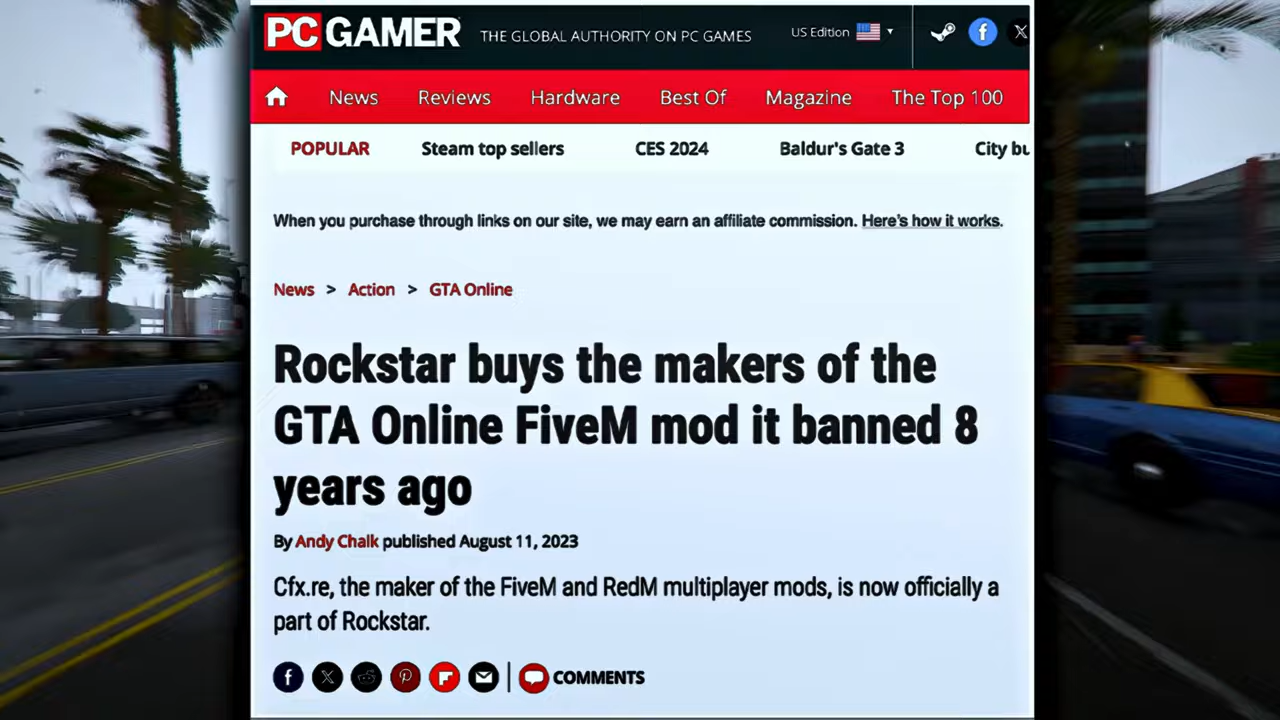 PC GAMER THE GLOBAL AUTHORITY ON PC GAMES US Edition
News Reviews Hardware Best Of Magazine The Top 100
POPULAR Steam top sellers CES 2024 Baldur's Gate 3 City bu
When you purchase through links on our site, we may earn an affiliate commission. Here's how it works.
News > Action > GTA Online
Rockstar buys the makers of the
GTA Online FiveM mod it banned 8
years ago
By Andy Chalk published August 11, 2023
Cfx.re, the maker of the FiveM and RedM multiplayer mods, is now officially a
part of Rockstar.
COMMENTS